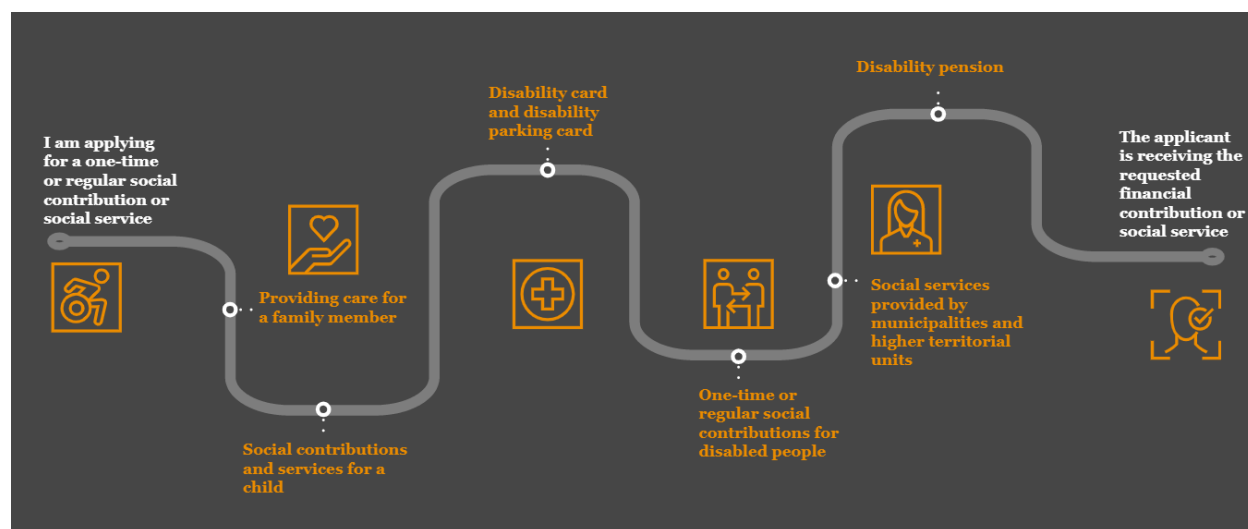 I am applying
for a one-time
or regular social
contribution or
social service
Providing care for
a family member
Social contributions
and services for a
child
Disability card
and disability
parking card
One-time or
regular social
contributions for
disabled people
Social services
provided by
municipalities and
higher territorial
units
Disability pension
The applicant
is receiving the
requested
financial
contribution or
social service